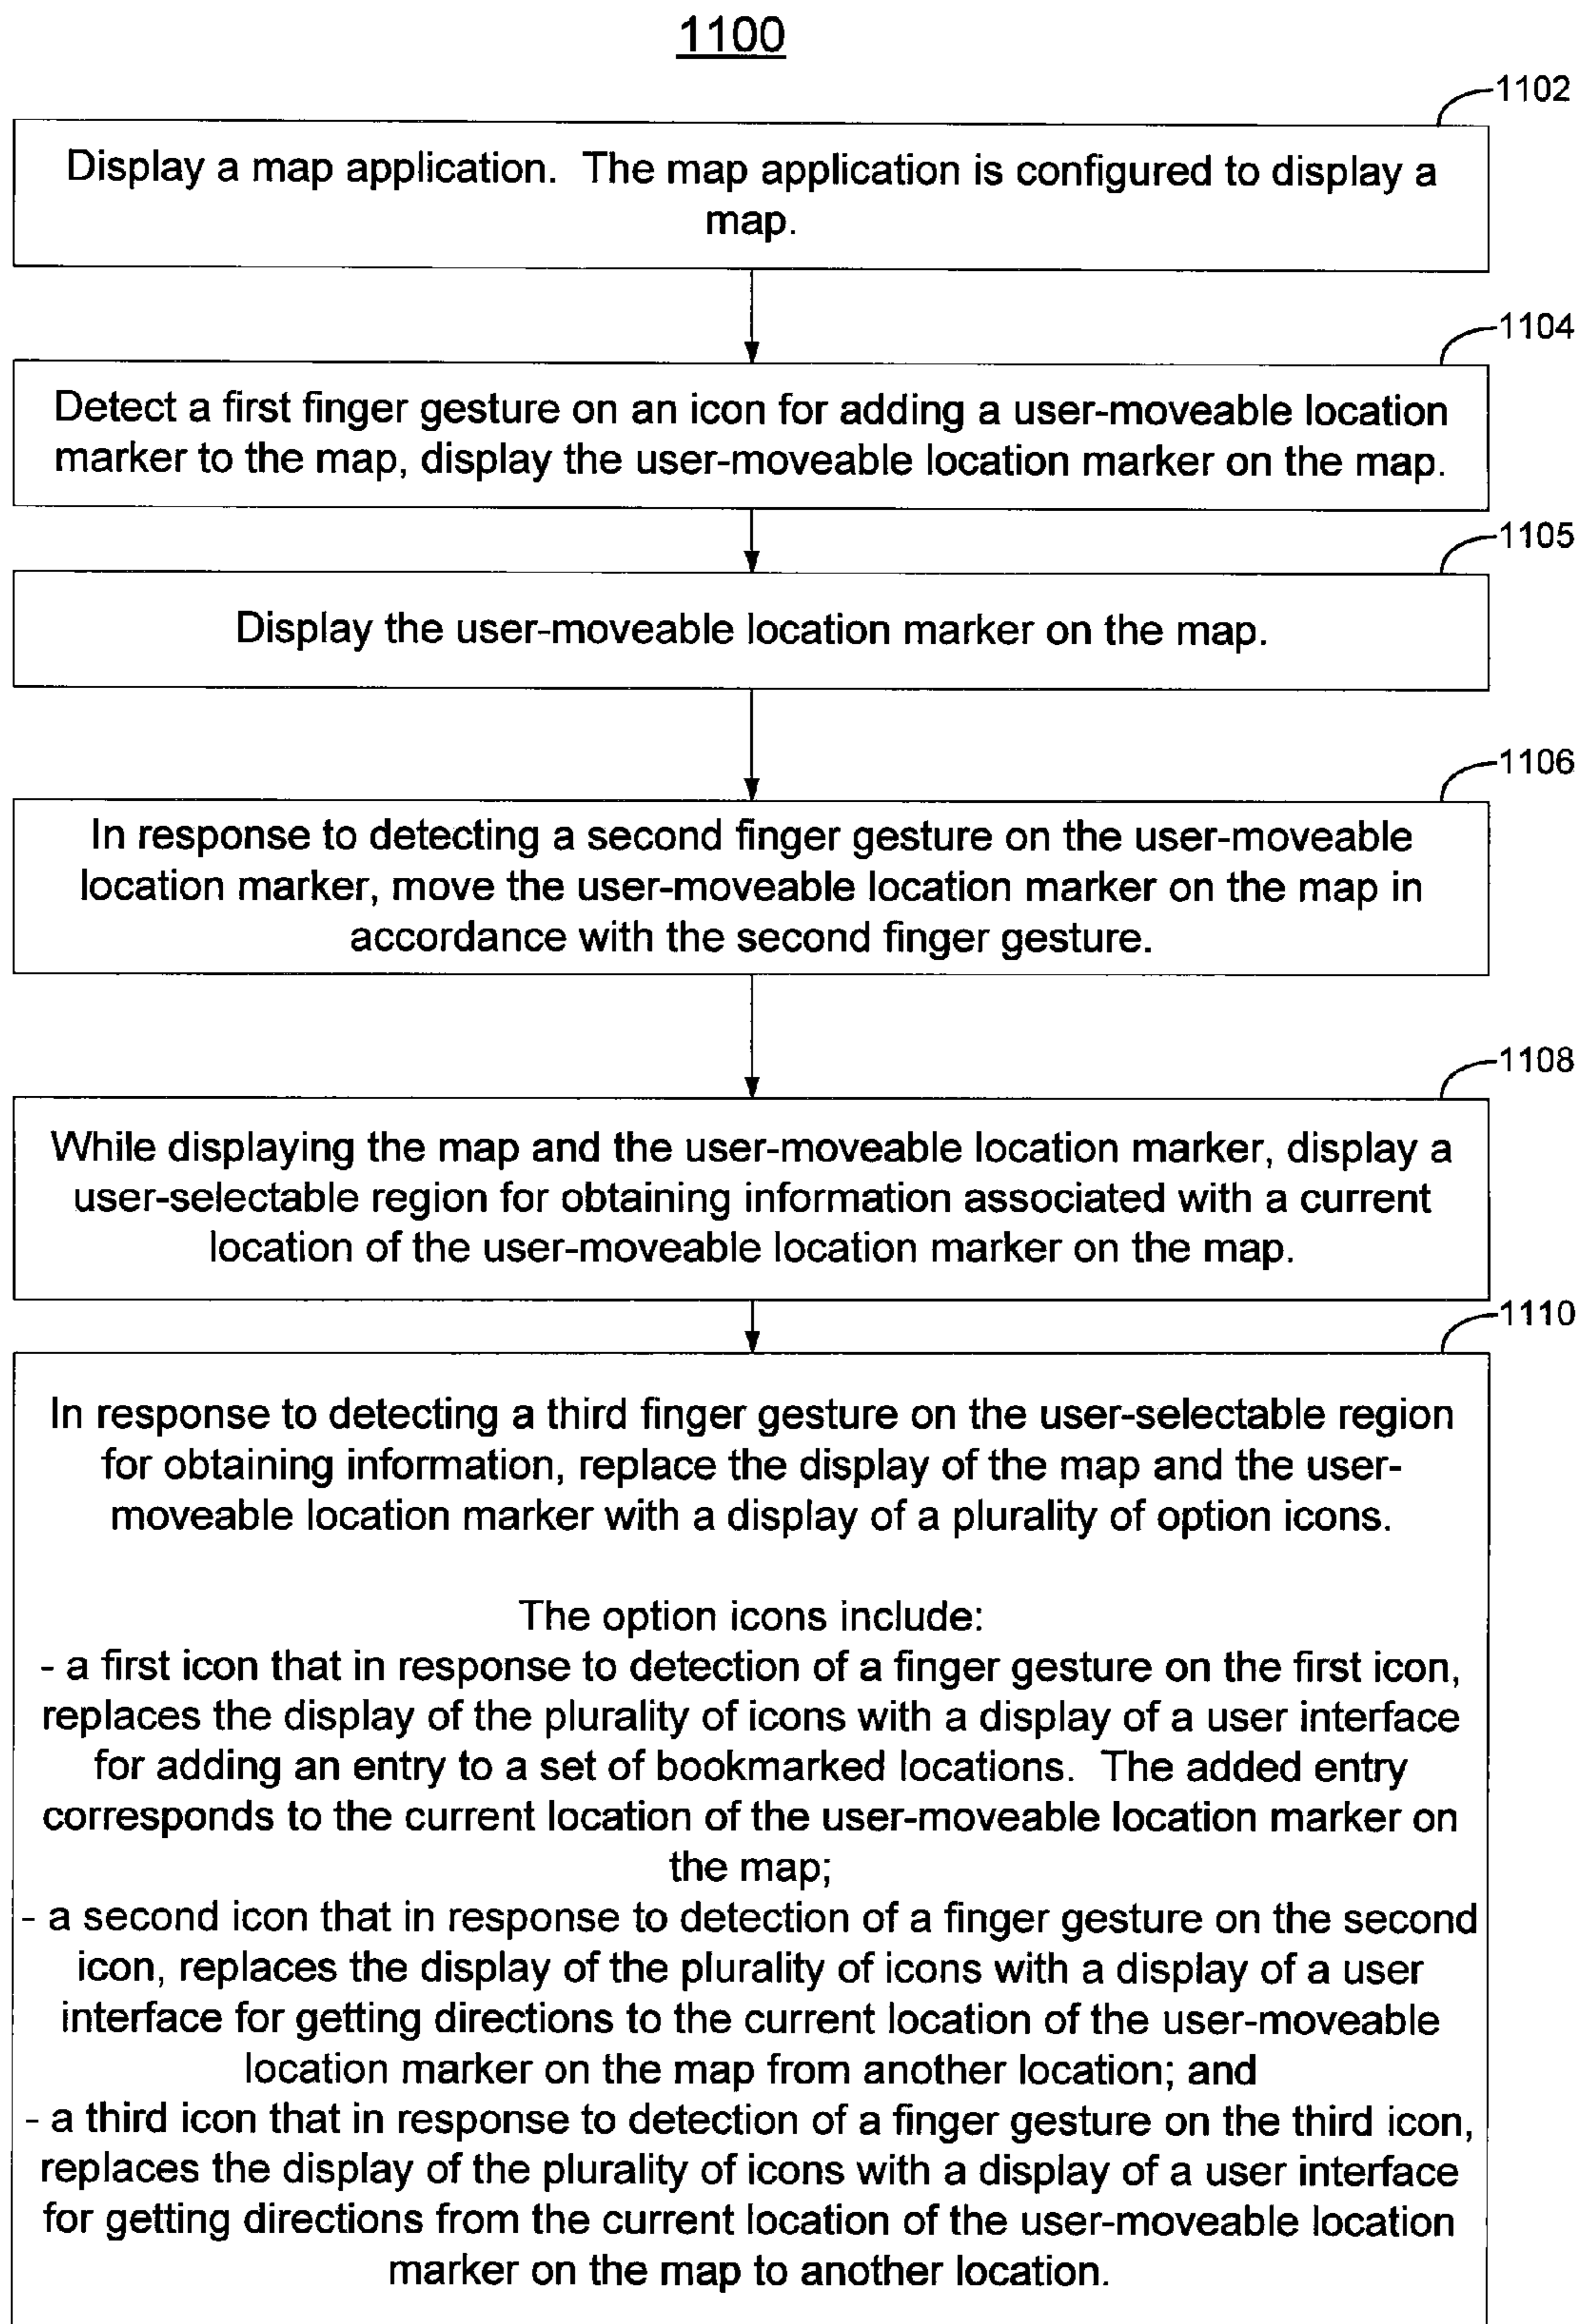 1100
1102
Display a map application.  The map application is configured to display a
map.
1104
Detect a first finger gesture on an icon for adding a user-moveable location
marker to the map, display the user-moveable location marker on the map.
1105
Display the user-moveable location marker on the map.
1106
In response to detecting a second finger gesture on the user-moveable
location marker, move the user-moveable location marker on the map in
accordance with the second finger gesture.
1108
While displaying the map and the user-moveable location marker, display a
user-selectable region for obtaining information associated with a current
location of the user-moveable location marker on the map.
1110
In response to detecting a third finger gesture on the user-selectable region
for obtaining information, replace the display of the map and the user-
moveable location marker with a display of a plurality of option icons.
The option icons include:
- a first icon that in response to detection of a finger gesture on the first icon,
replaces the display of the plurality of icons with a display of a user interface
for adding an entry to a set of bookmarked locations.  The added entry
corresponds to the current location of the user-moveable location marker on
the map;
- a second icon that in response to detection of a finger gesture on the second
icon, replaces the display of the plurality of icons with a display of a user
interface for getting directions to the current location of the user-moveable
location marker on the map from another location; and
- a third icon that in response to detection of a finger gesture on the third icon,
replaces the display of the plurality of icons with a display of a user interface
for getting directions from the current location of the user-moveable location
marker on the map to another location.